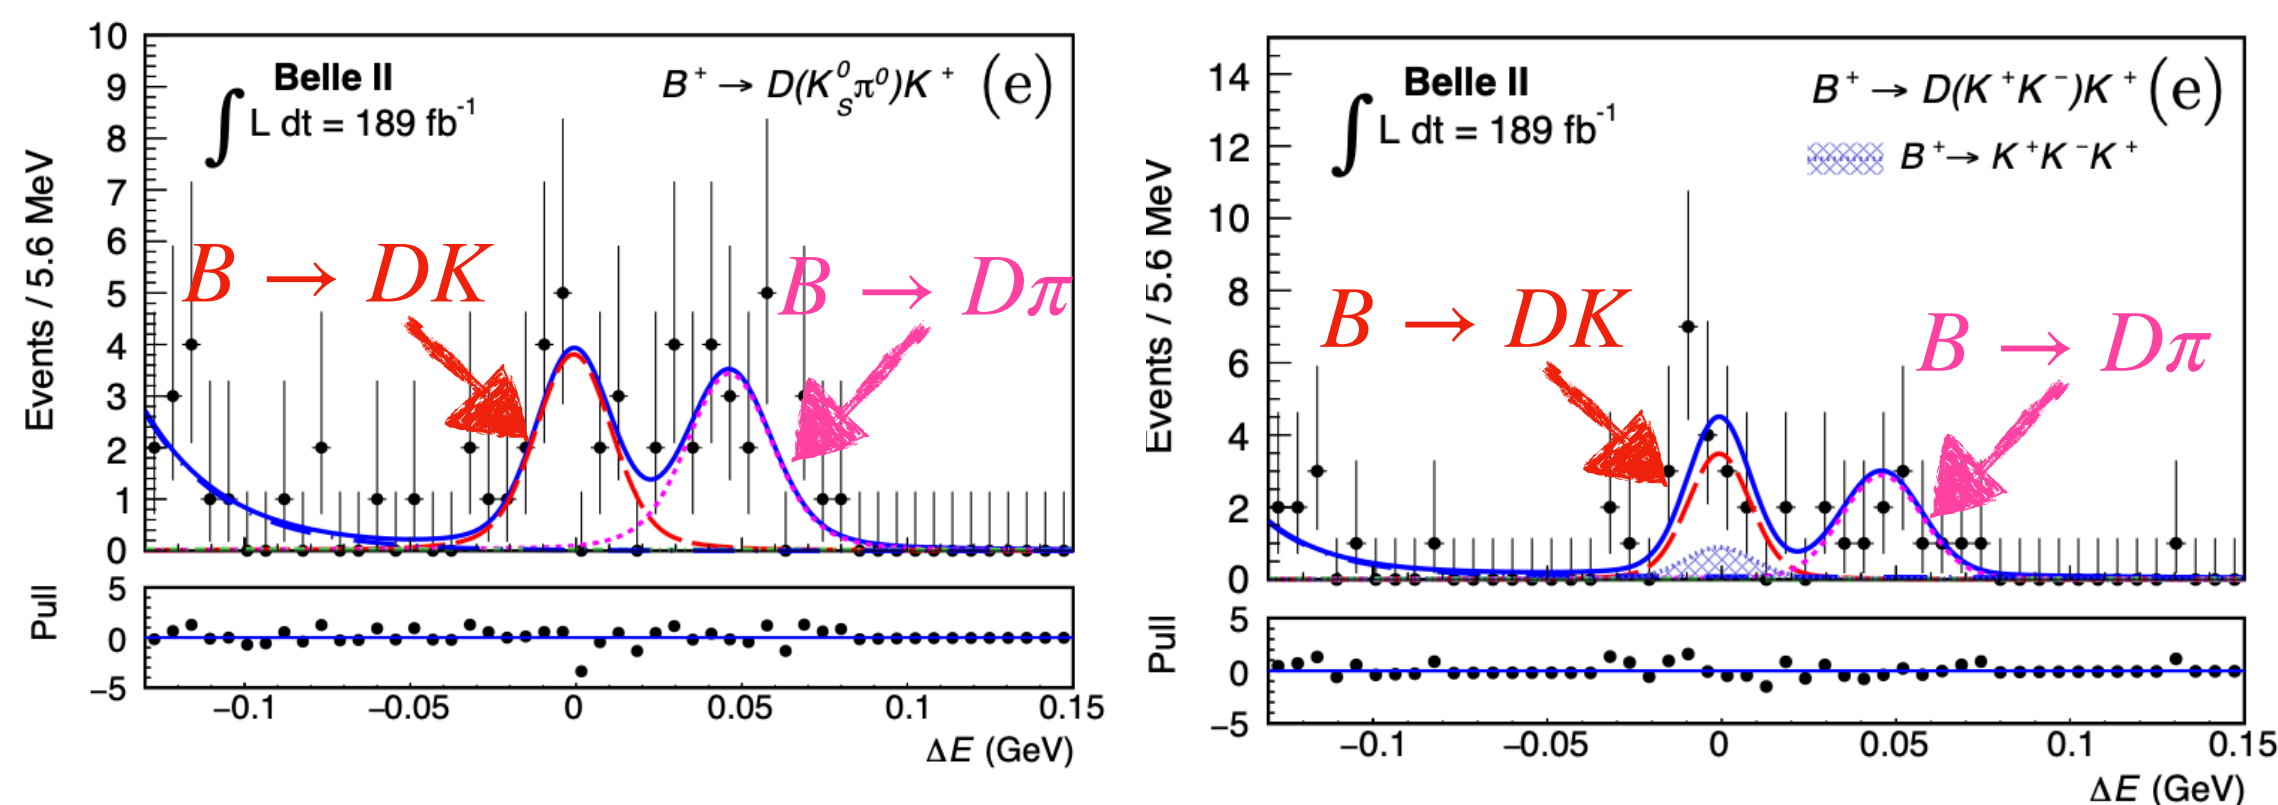 Belle II
∫ L dt = 189 fb⁻¹
B⁺ → D(K⁰_S π⁰)K⁺ (e)
B → DK
B → Dπ
Events / 5.6 MeV
10
9
8
7
6
5
4
3
2
1
0
Pull
5
0
−5
−0.1 −0.05 0 0.05 0.1 0.15
ΔE (GeV)
Belle II
∫ L dt = 189 fb⁻¹
B⁺ → D(K⁺K⁻)K⁺ (e)
B⁺→ K⁺K⁻K⁺
B → DK
B → Dπ
Events / 5.6 MeV
14
12
10
8
6
4
2
0
Pull
5
0
−5
−0.1 −0.05 0 0.05 0.1 0.15
ΔE (GeV)